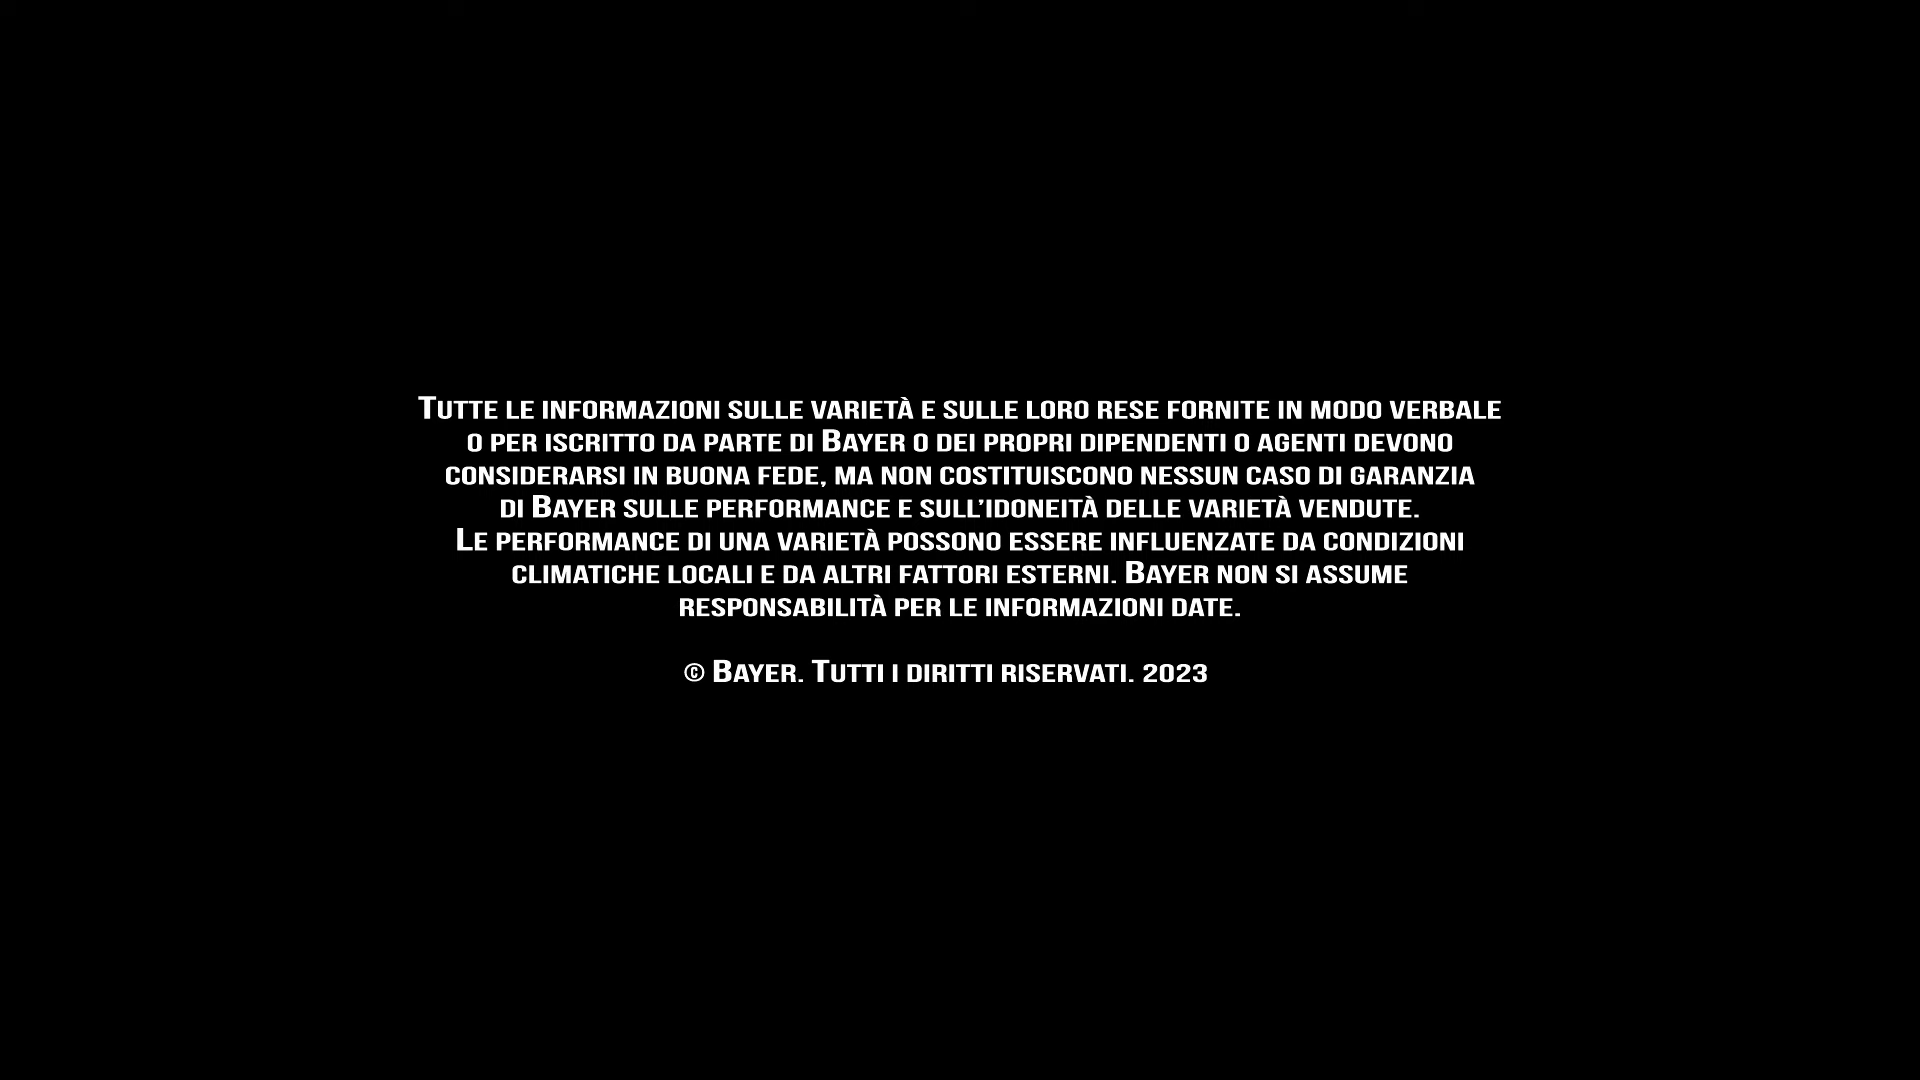 Tutte le informazioni sulle varietà e sulle loro rese fornite in modo verbale
o per iscritto da parte di Bayer o dei propri dipendenti o agenti devono
considerarsi in buona fede, ma non costituiscono nessun caso di garanzia
di Bayer sulle performance e sull’idoneità delle varietà vendute.
Le performance di una varietà possono essere influenzate da condizioni
climatiche locali e da altri fattori esterni. Bayer non si assume
responsabilità per le informazioni date.
© Bayer. Tutti i diritti riservati. 2023